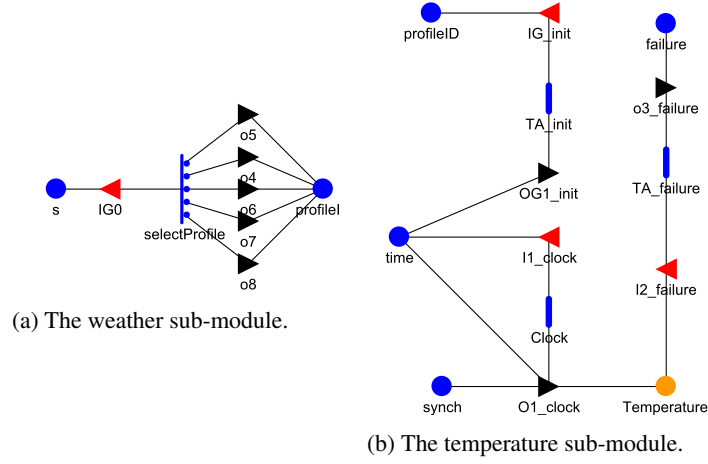 o5
o4
s
IG0
o6
profileI
selectProfile
o7
o8
(a) The weather sub-module.
profileID
IG_init
failure
TA_init
o3_failure
OG1_init
TA_failure
time
I1_clock
I2_failure
Clock
synch
O1_clock
Temperature
(b) The temperature sub-module.